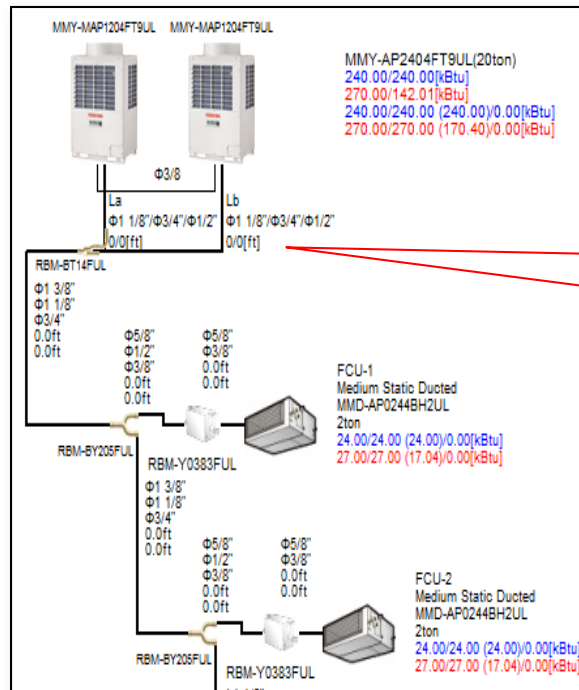 MMY-MAP1204FT9UL MMY-MAP1204FT9UL
MMY-AP2404FT9UL(20ton)
240.00/240.00[kBtu]
270.00/142.01[kBtu]
240.00/240.00 (240.00)/0.00[kBtu]
270.00/270.00 (170.40)/0.00[kBtu]
Φ3/8
La
Φ1 1/8"/Φ3/4"/Φ1/2"
0/0[ft]
Lb
Φ1 1/8"/Φ3/4"/Φ1/2"
0/0[ft]
RBM-BT14FUL
Φ1 3/8"
Φ1 1/8"
Φ3/4"
0.0ft
0.0ft
Φ5/8"
Φ1/2"
Φ3/8"
0.0ft
0.0ft
Φ5/8"
Φ3/8"
0.0ft
0.0ft
FCU-1
Medium Static Ducted
MMD-AP0244BH2UL
2ton
24.00/24.00 (24.00)/0.00[kBtu]
27.00/27.00 (17.04)/0.00[kBtu]
RBM-BY205FUL
RBM-Y0383FUL
Φ1 3/8"
Φ1 1/8"
Φ3/4"
0.0ft
0.0ft
Φ5/8"
Φ1/2"
Φ3/8"
0.0ft
0.0ft
Φ5/8"
Φ3/8"
0.0ft
0.0ft
FCU-2
Medium Static Ducted
MMD-AP0244BH2UL
2ton
24.00/24.00 (24.00)/0.00[kBtu]
27.00/27.00 (17.04)/0.00[kBtu]
RBM-BY205FUL
RBM-Y0383FUL